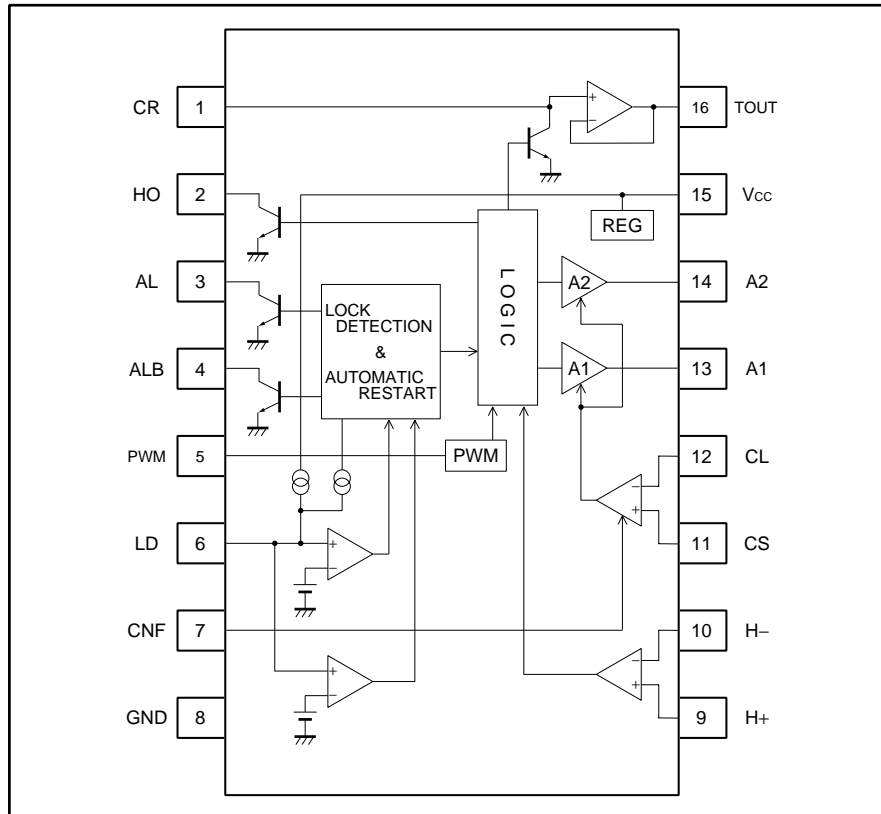 CR 1
HO 2
AL 3
ALB 4
PWM 5
LD 6
CNF 7
GND 8
16 TOUT
15 VCC
14 A2
13 A1
12 CL
11 CS
10 H−
9 H+
REG
LOGIC
A2
A1
LOCK
DETECTION
&
AUTOMATIC
RESTART
PWM
+
−
+
−
+
−
−
+
−
+